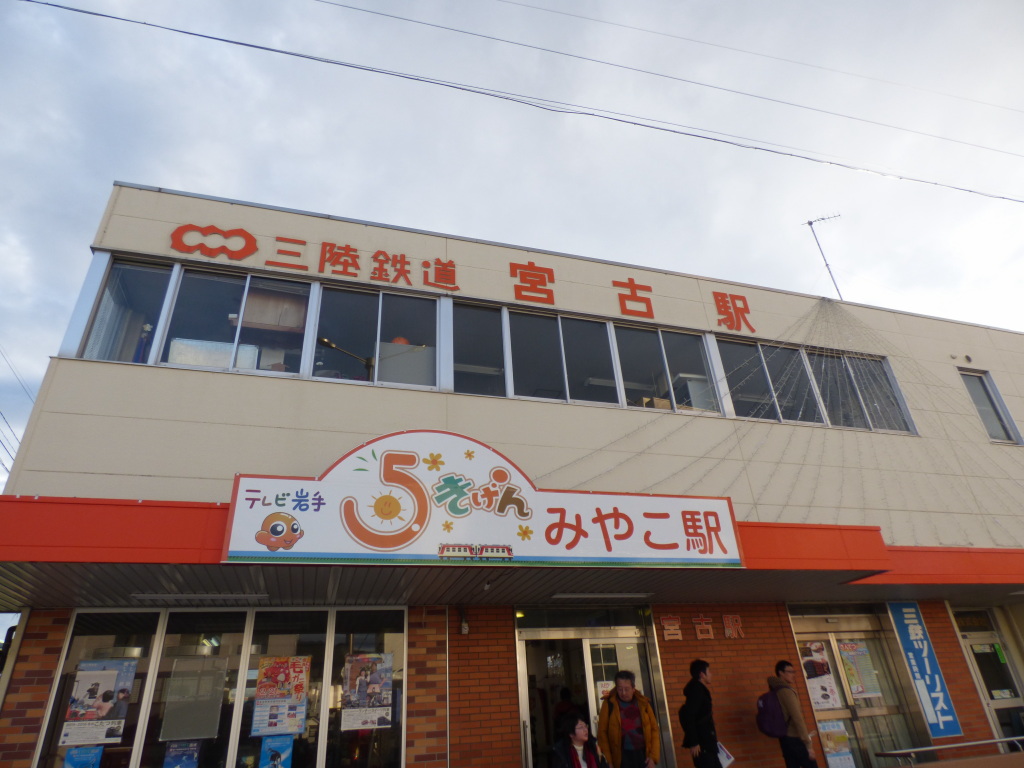 三陸鉄道 宮古駅
テレビ岩手
5きげん
みやこ駅
宮古駅
三鉄ツーリスト